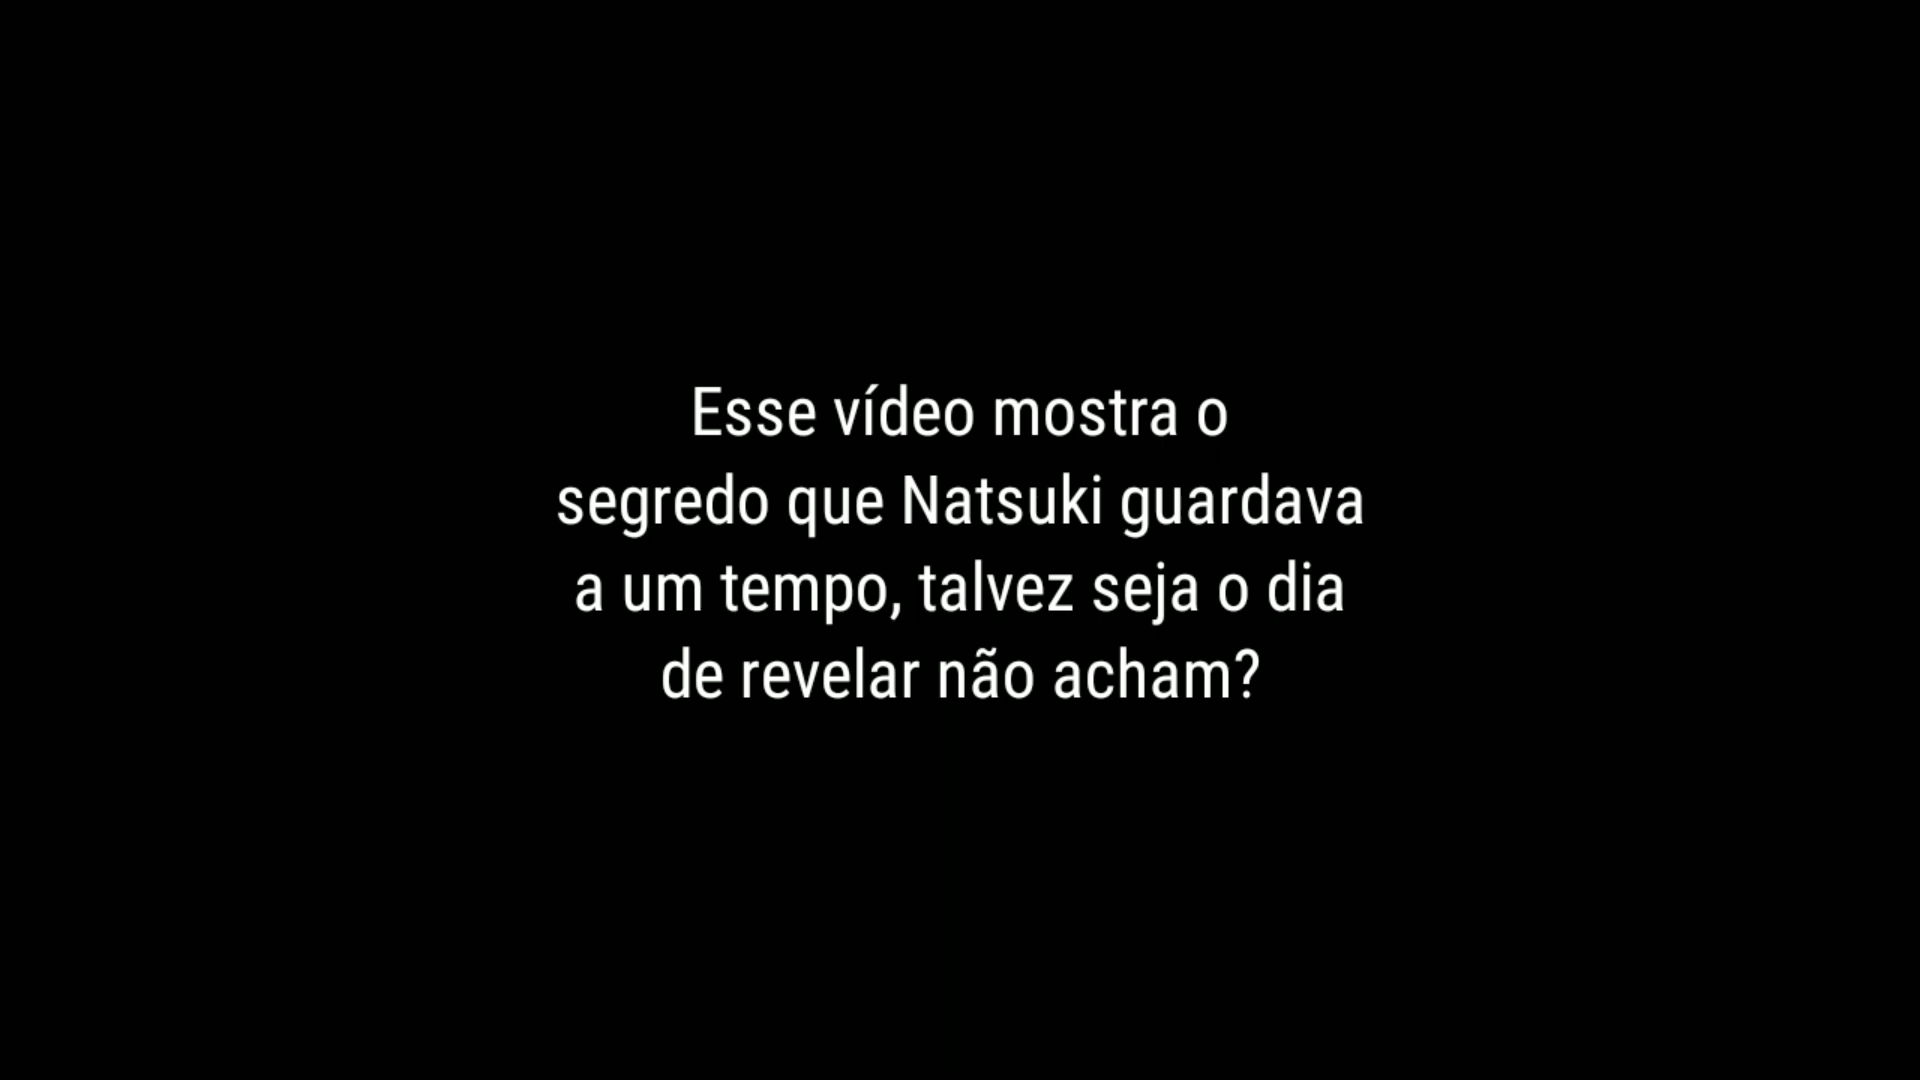 Esse vídeo mostra o
segredo que Natsuki guardava
a um tempo, talvez seja o dia
de revelar não acham?